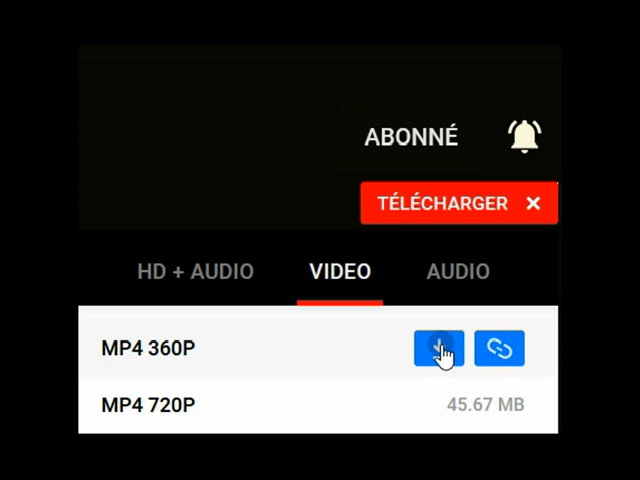 ABONNÉ
TÉLÉCHARGER ×
HD + AUDIO VIDEO AUDIO
MP4 360P
MP4 720P 45.67 MB